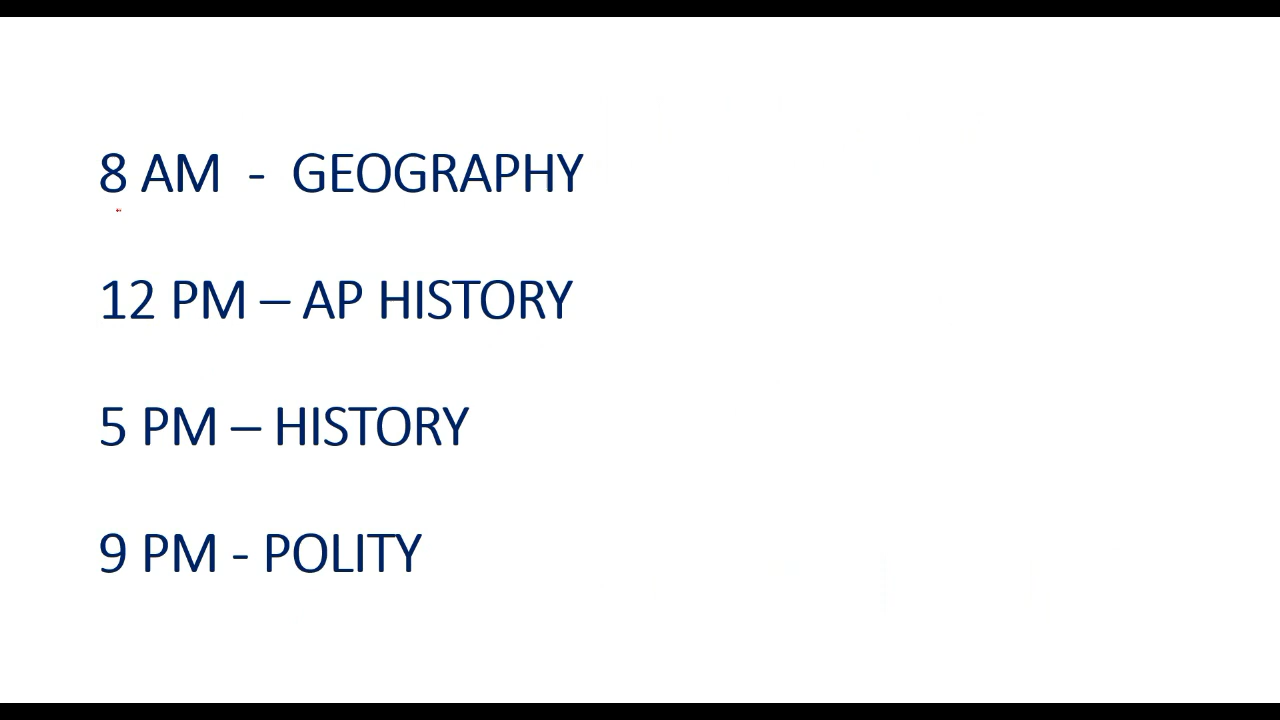 8 AM - GEOGRAPHY
12 PM – AP HISTORY
5 PM – HISTORY
9 PM - POLITY